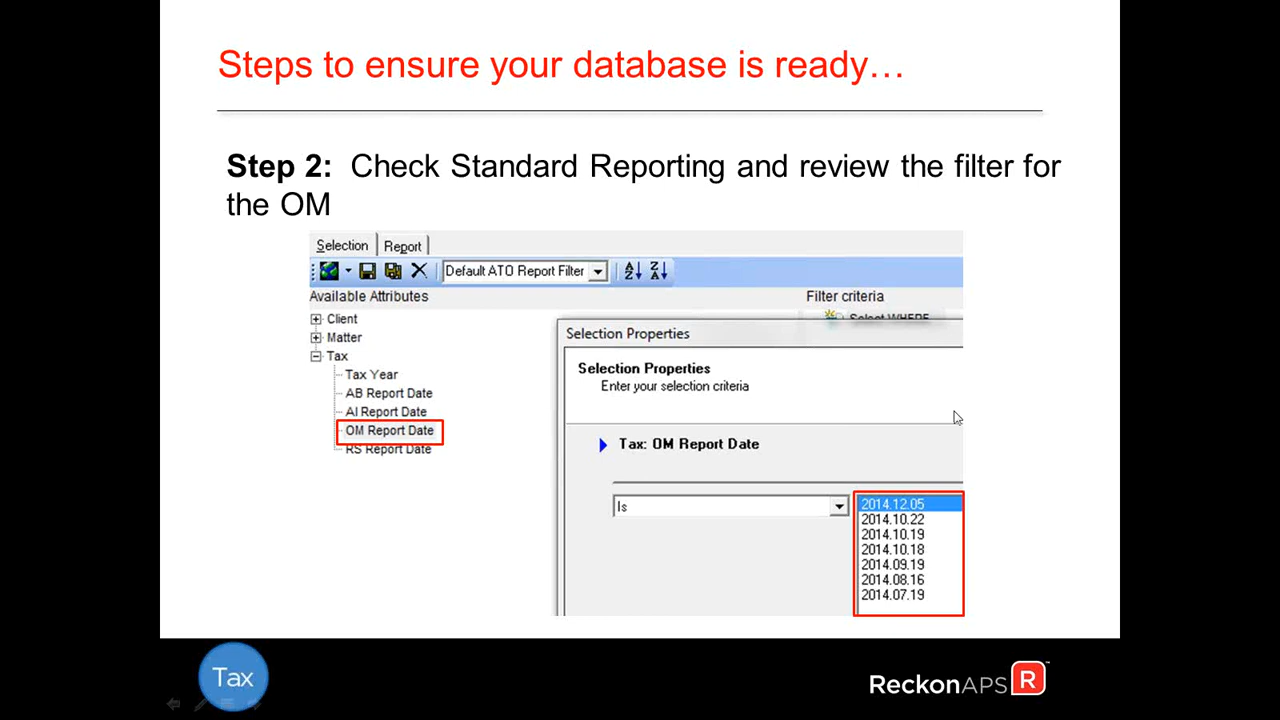 Steps to ensure your database is ready…
Step 2: Check Standard Reporting and review the filter for
the OM
Selection Report
Default ATO Report Filter
Available Attributes Filter criteria
Client Select WHERE
Matter
Tax
Tax Year
AB Report Date
AI Report Date
OM Report Date
RS Report Date
Selection Properties
Selection Properties
Enter your selection criteria
Tax: OM Report Date
Is
2014.12.05
2014.10.22
2014.10.19
2014.10.18
2014.09.19
2014.08.16
2014.07.19
Tax
ReckonAPS R